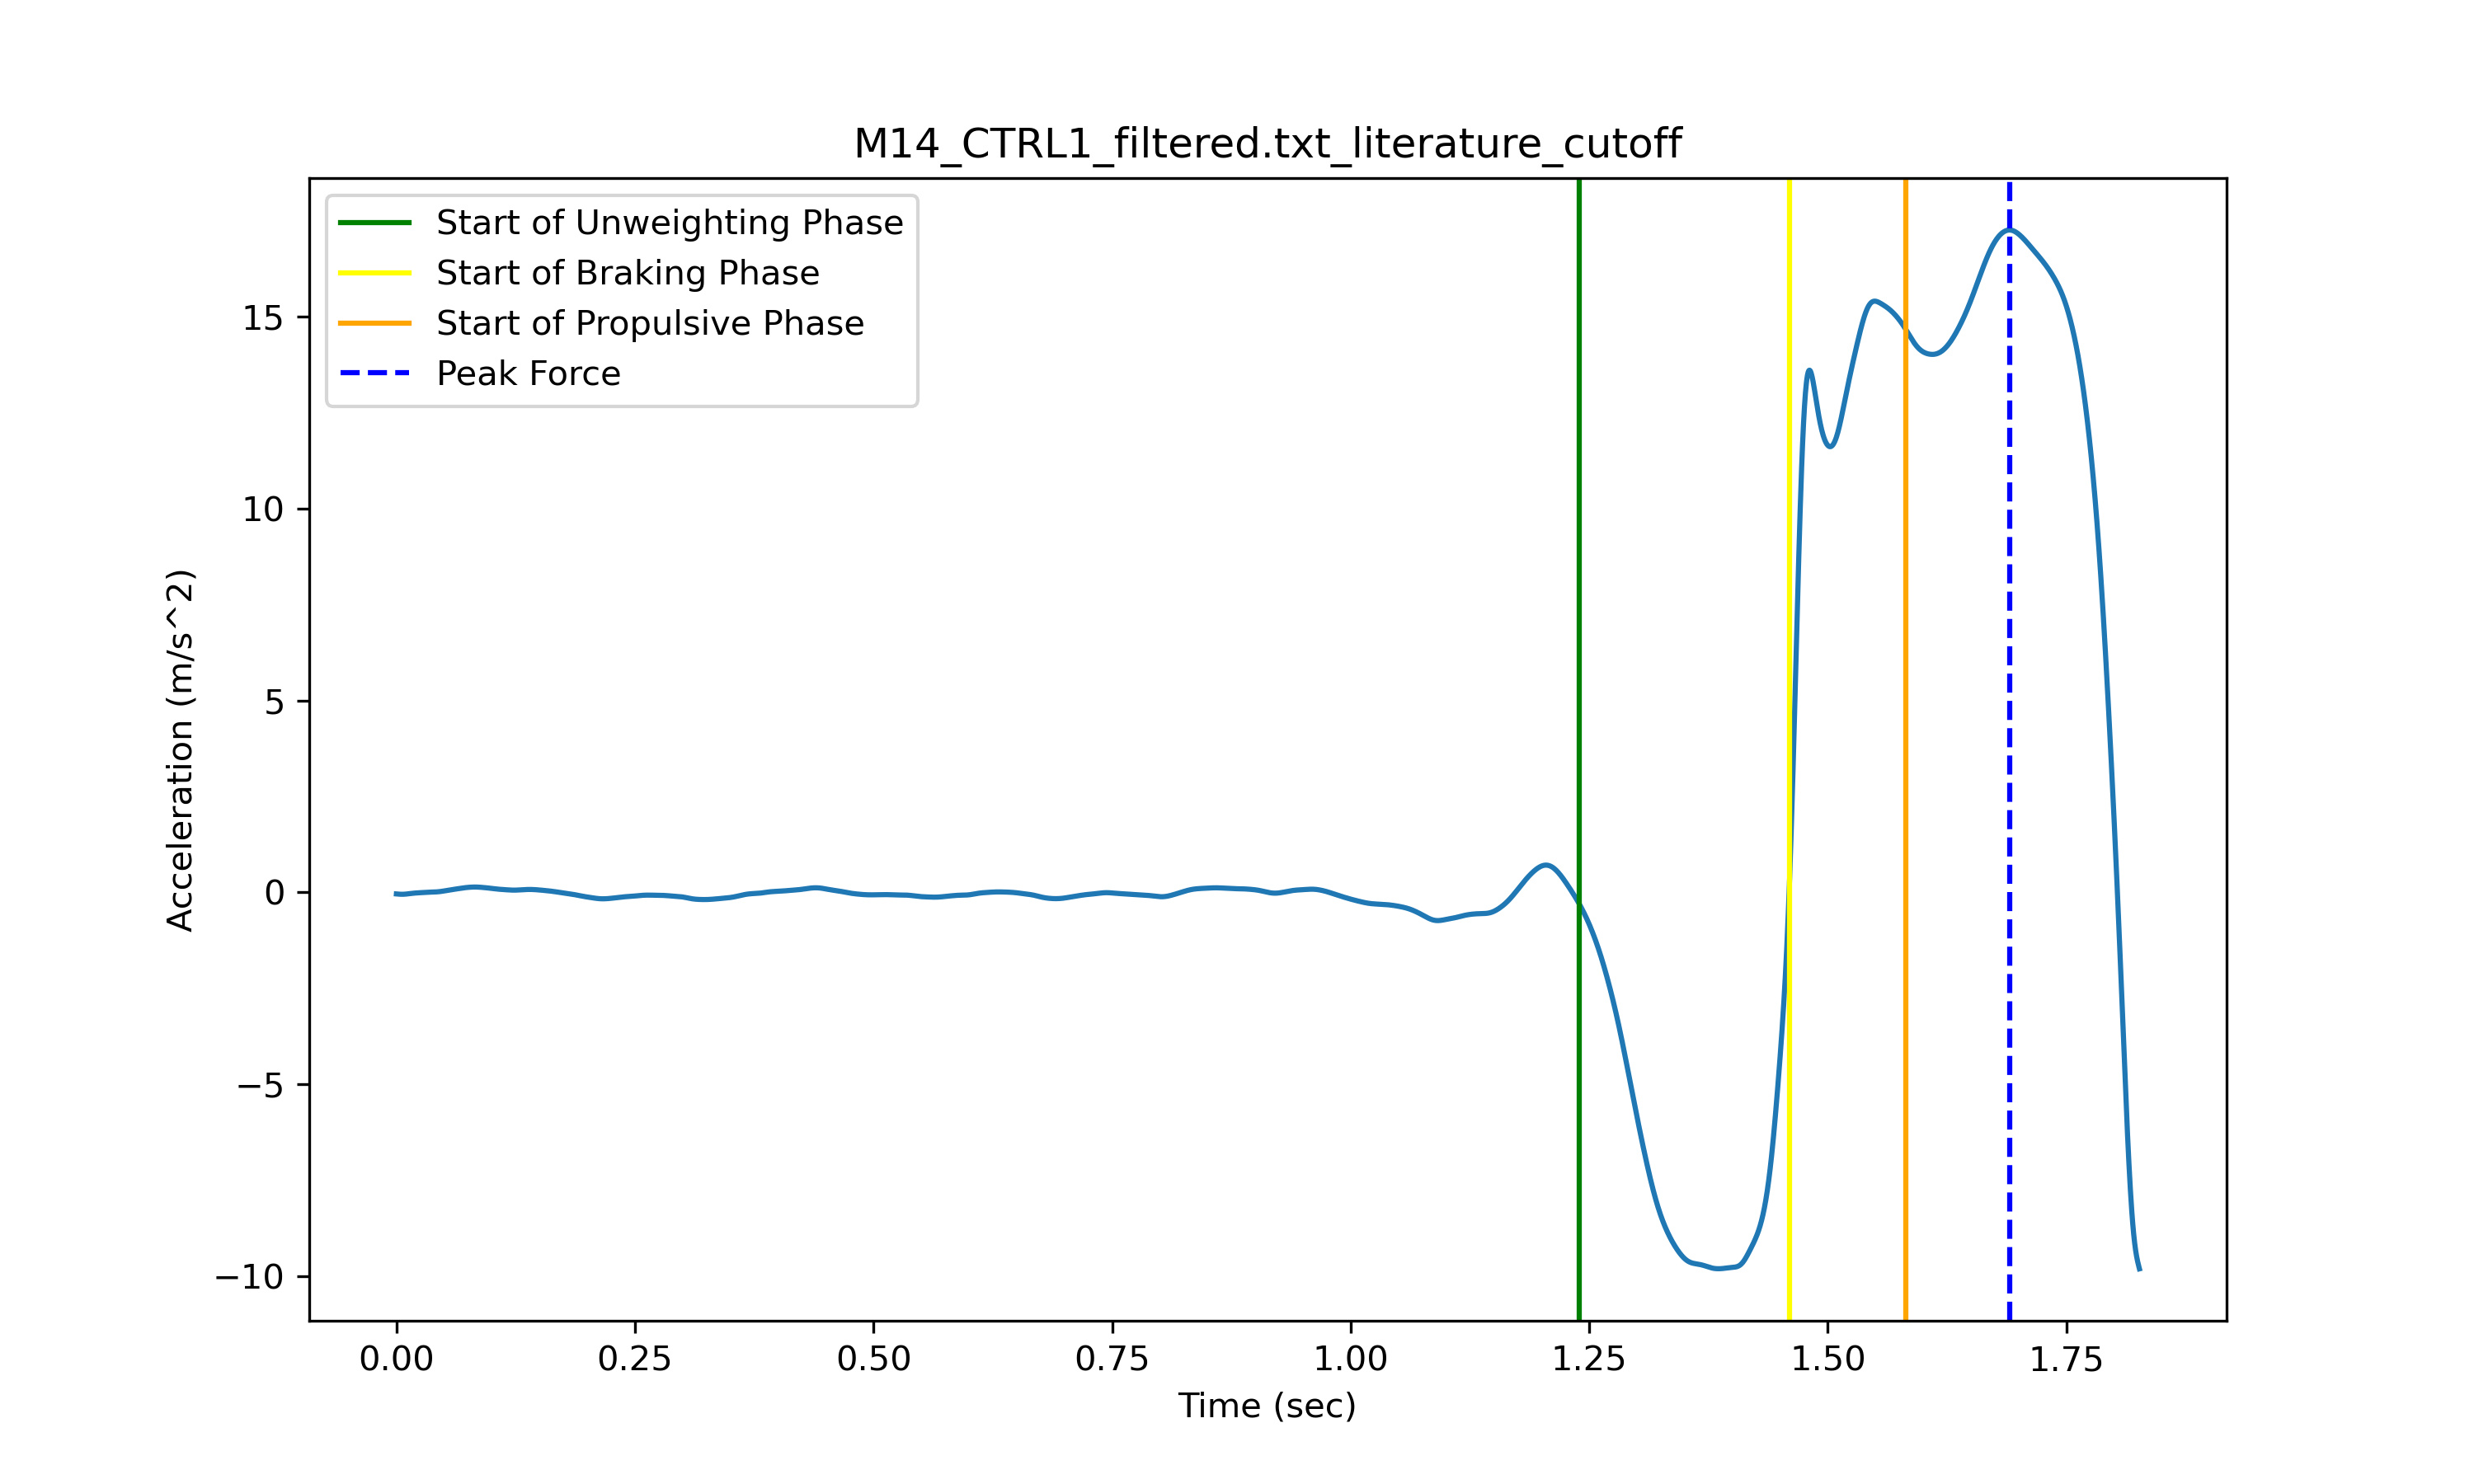 M14_CTRL1_filtered.txt_literature_cutoff
Start of Unweighting Phase
Start of Braking Phase
Start of Propulsive Phase
Peak Force
15
10
5
0
−5
−10
Acceleration (m/s^2)
0.00 0.25 0.50 0.75 1.00 1.25 1.50 1.75
Time (sec)